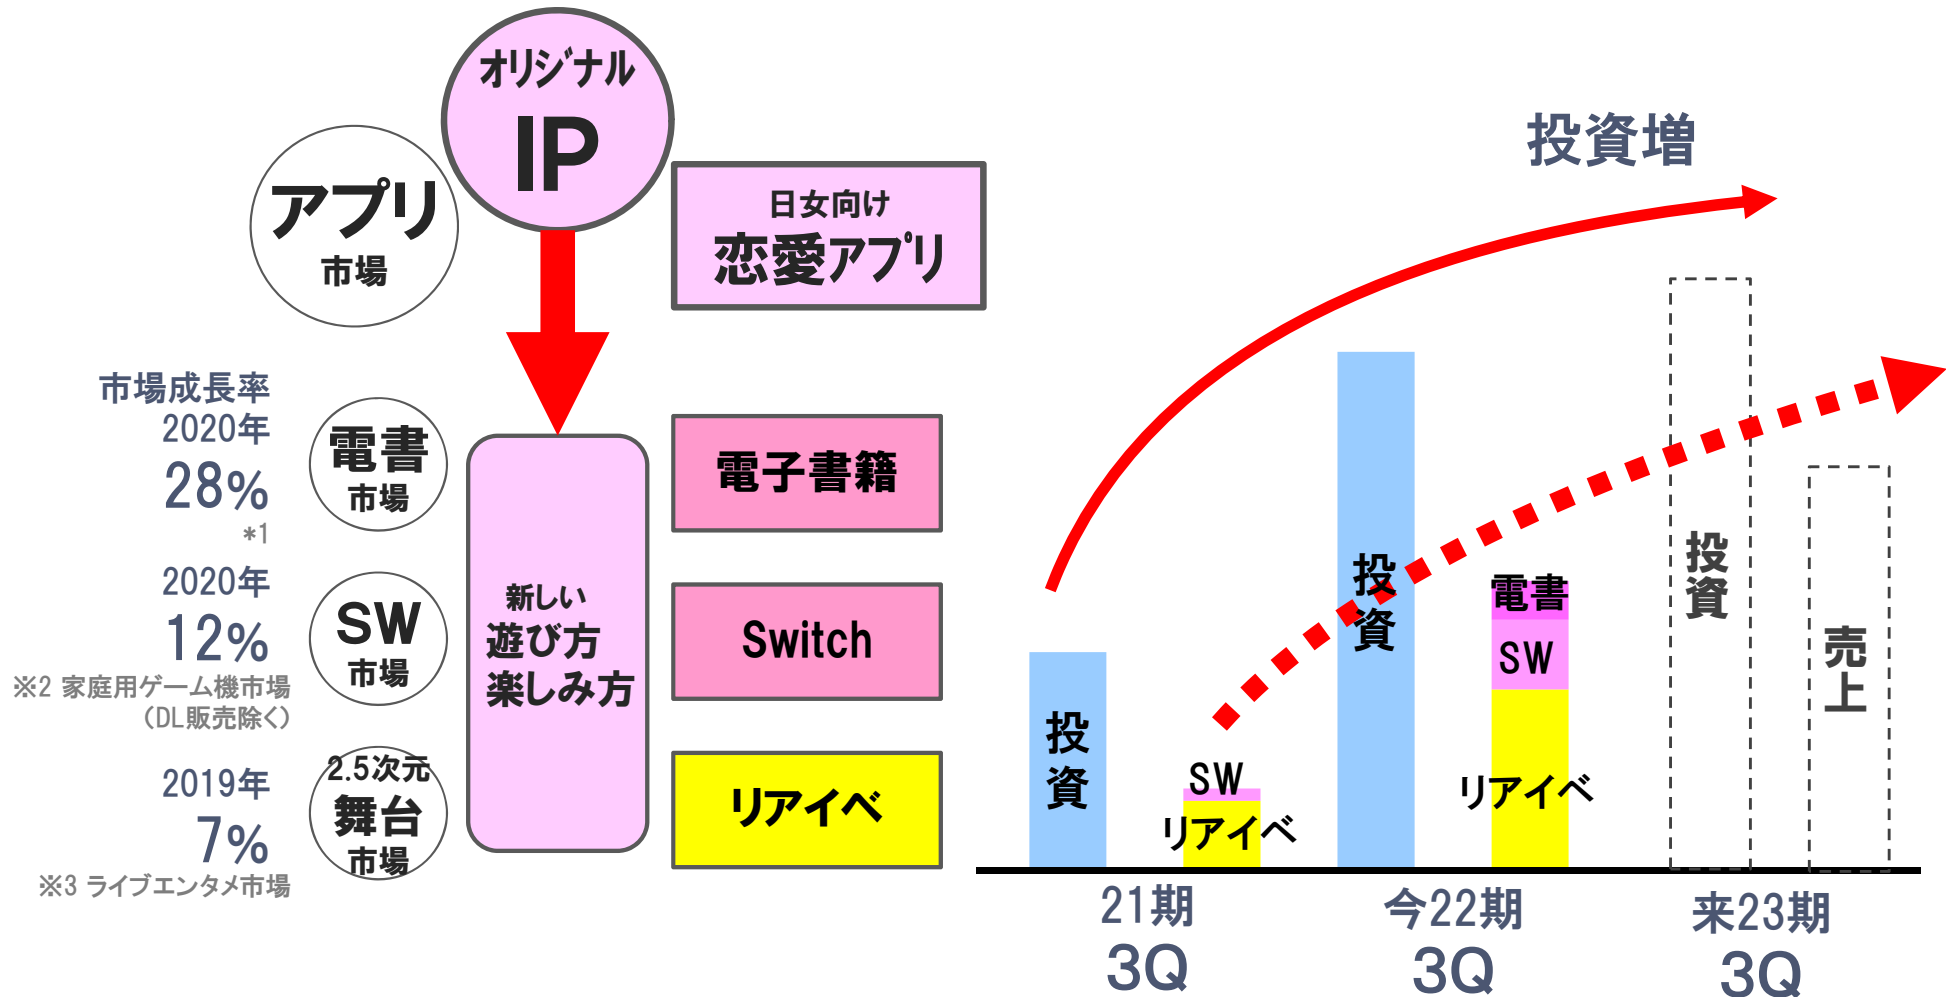 オリジナル
IP
アプリ
市場
日女向け
恋愛アプリ
市場成長率
2020年
28%
*1
電書
市場
電子書籍
2020年
12%
※2 家庭用ゲーム機市場
（DL販売除く）
SW
市場
新しい
遊び方
楽しみ方
Switch
2019年
7%
※3 ライブエンタメ市場
2.5次元
舞台
市場
リアイベ
投資増
投資
SW
リアイベ
投資
電書
SW
リアイベ
投資
売上
21期
3Q
今22期
3Q
来23期
3Q